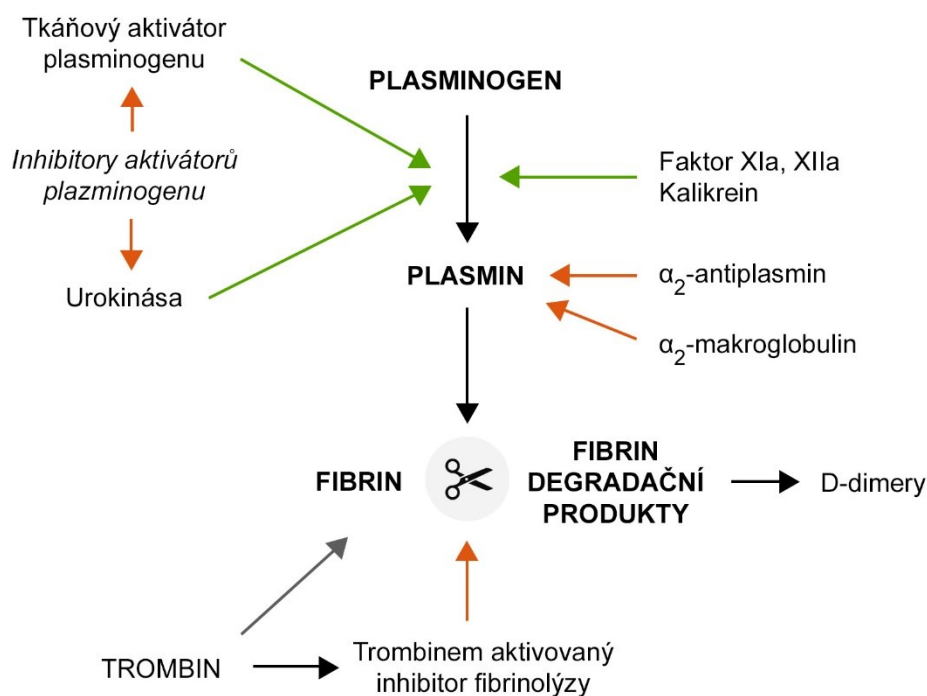 Tkáňový aktivátor
plasminogenu
PLASMINOGEN
Inhibitory aktivátorů
plazminogenu
Faktor XIa, XIIa
Kalikrein
Urokinása
PLASMIN
α2-antiplasmin
α2-makroglobulin
FIBRIN
FIBRIN
DEGRADAČNÍ
PRODUKTY
D-dimery
TROMBIN
Trombinem aktivovaný
inhibitor fibrinolýzy